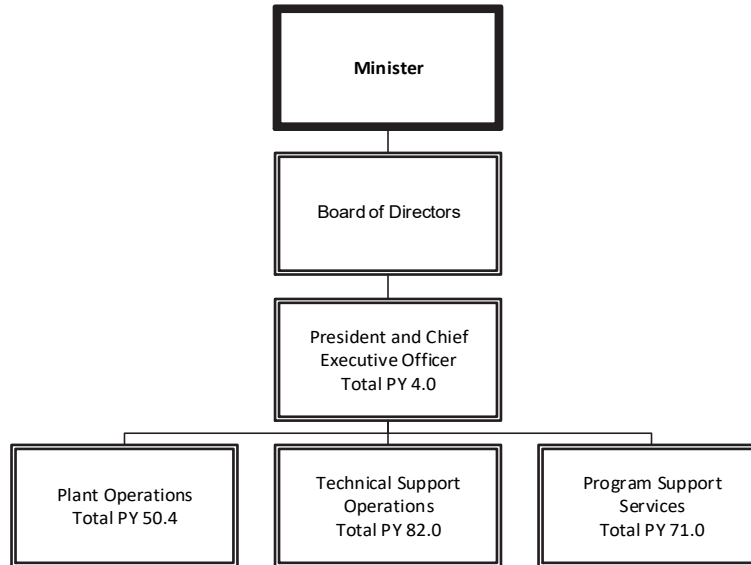 Minister
Board of Directors
President and Chief
Executive Officer
Total PY 4.0
Plant Operations
Total PY 50.4
Technical Support
Operations
Total PY 82.0
Program Support
Services
Total PY 71.0